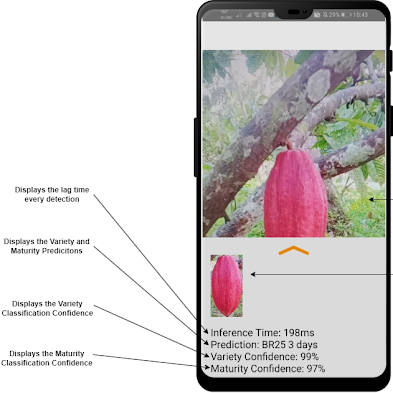 29% 10:43
Displays the lag time
every detection
Displays the Variety and
Maturity Predicitons
Displays the Variety
Classification Confidence
Displays the Maturity
Classification Confidence
Inference Time: 198ms
Prediction: BR25 3 days
Variety Confidence: 99%
Maturity Confidence: 97%